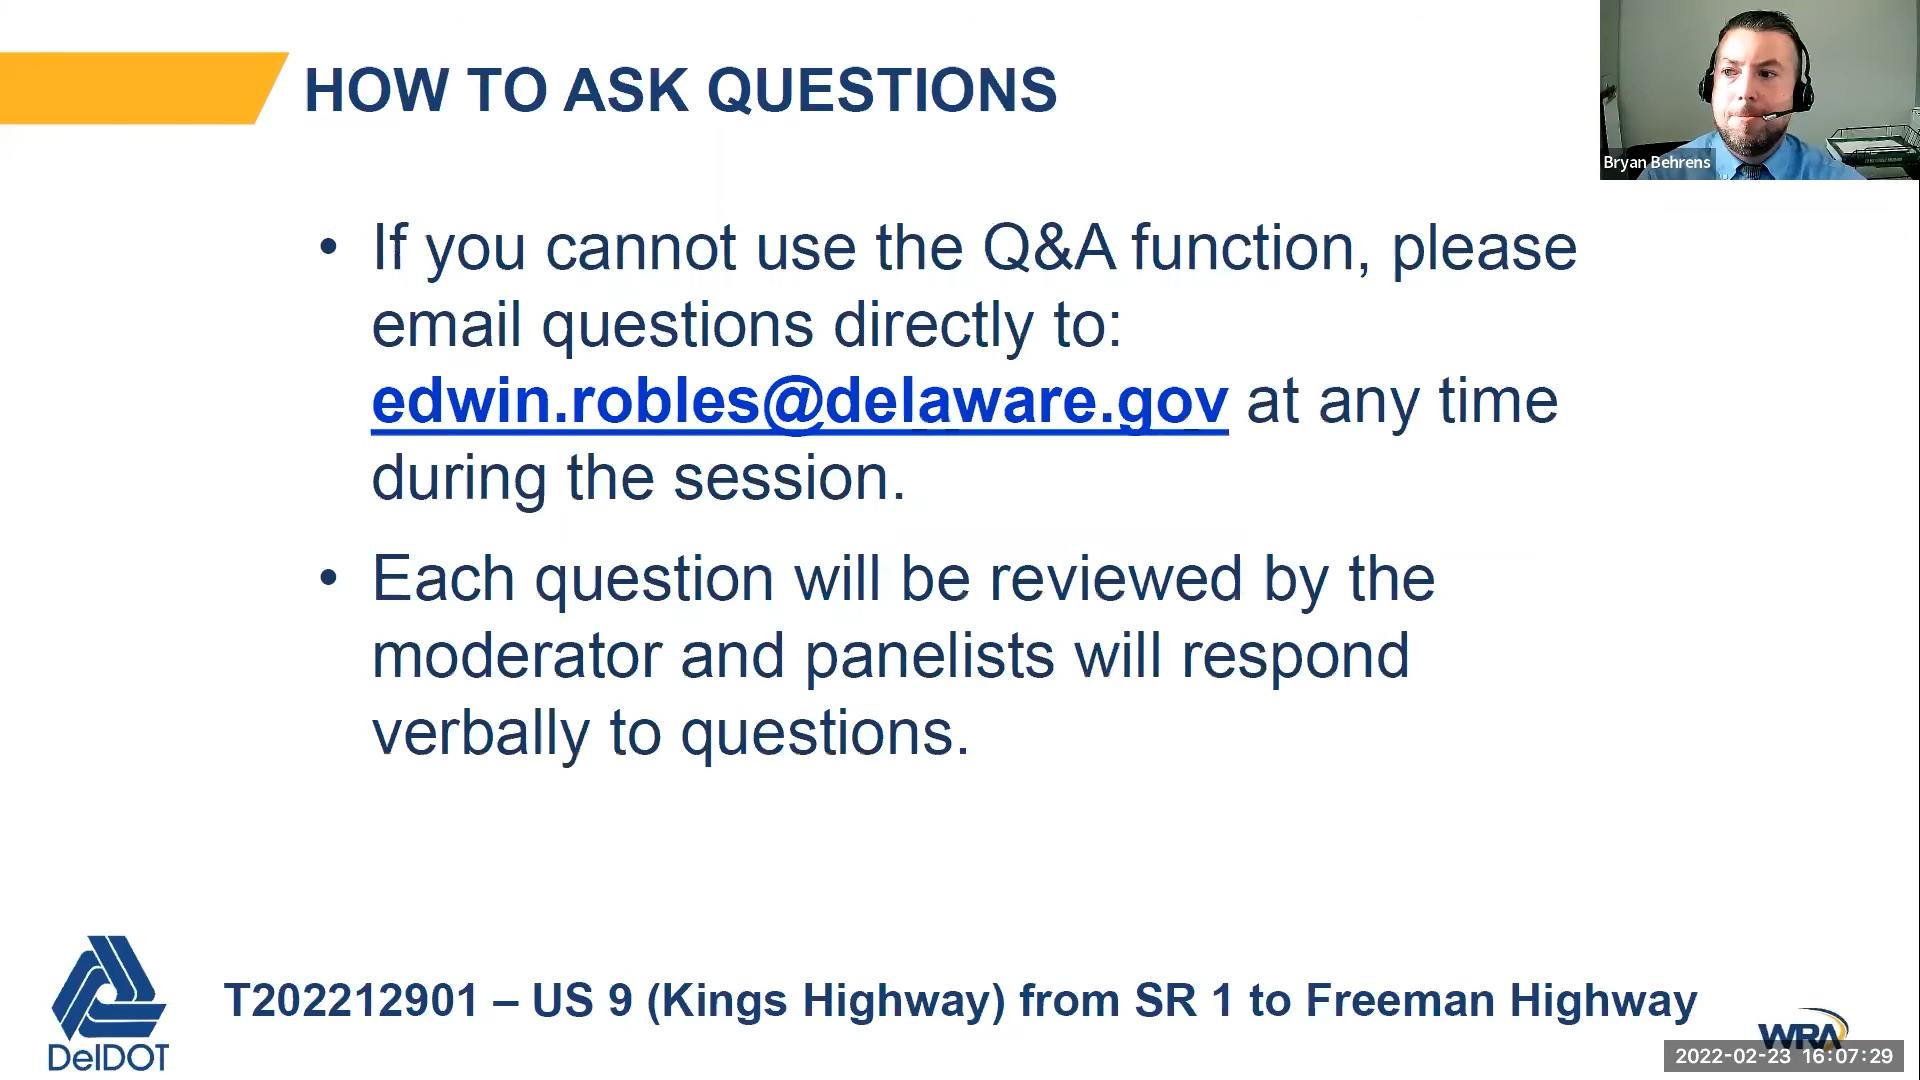 HOW TO ASK QUESTIONS
Bryan Behrens
• If you cannot use the Q&A function, please
email questions directly to:
edwin.robles@delaware.gov at any time
during the session.
• Each question will be reviewed by the
moderator and panelists will respond
verbally to questions.
DelDOT
T202212901 – US 9 (Kings Highway) from SR 1 to Freeman Highway
WRA
2022-02-23 16:07:29